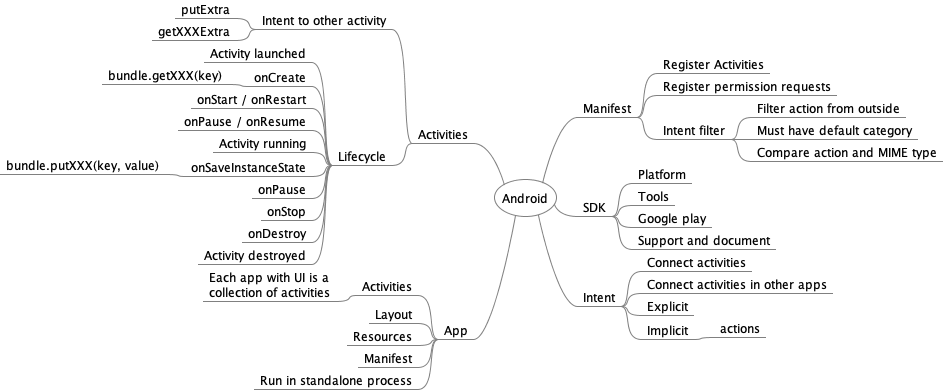 Android
Activities
Intent to other activity
putExtra
getXXXExtra
Lifecycle
Activity launched
onCreate
bundle.getXXX(key)
onStart / onRestart
onPause / onResume
Activity running
onSaveInstanceState
bundle.putXXX(key, value)
onPause
onStop
onDestroy
Activity destroyed
App
Activities
Each app with UI is a
collection of activities
Layout
Resources
Manifest
Run in standalone process
Manifest
Register Activities
Register permission requests
Intent filter
Filter action from outside
Must have default category
Compare action and MIME type
SDK
Platform
Tools
Google play
Support and document
Intent
Connect activities
Connect activities in other apps
Explicit
Implicit
actions